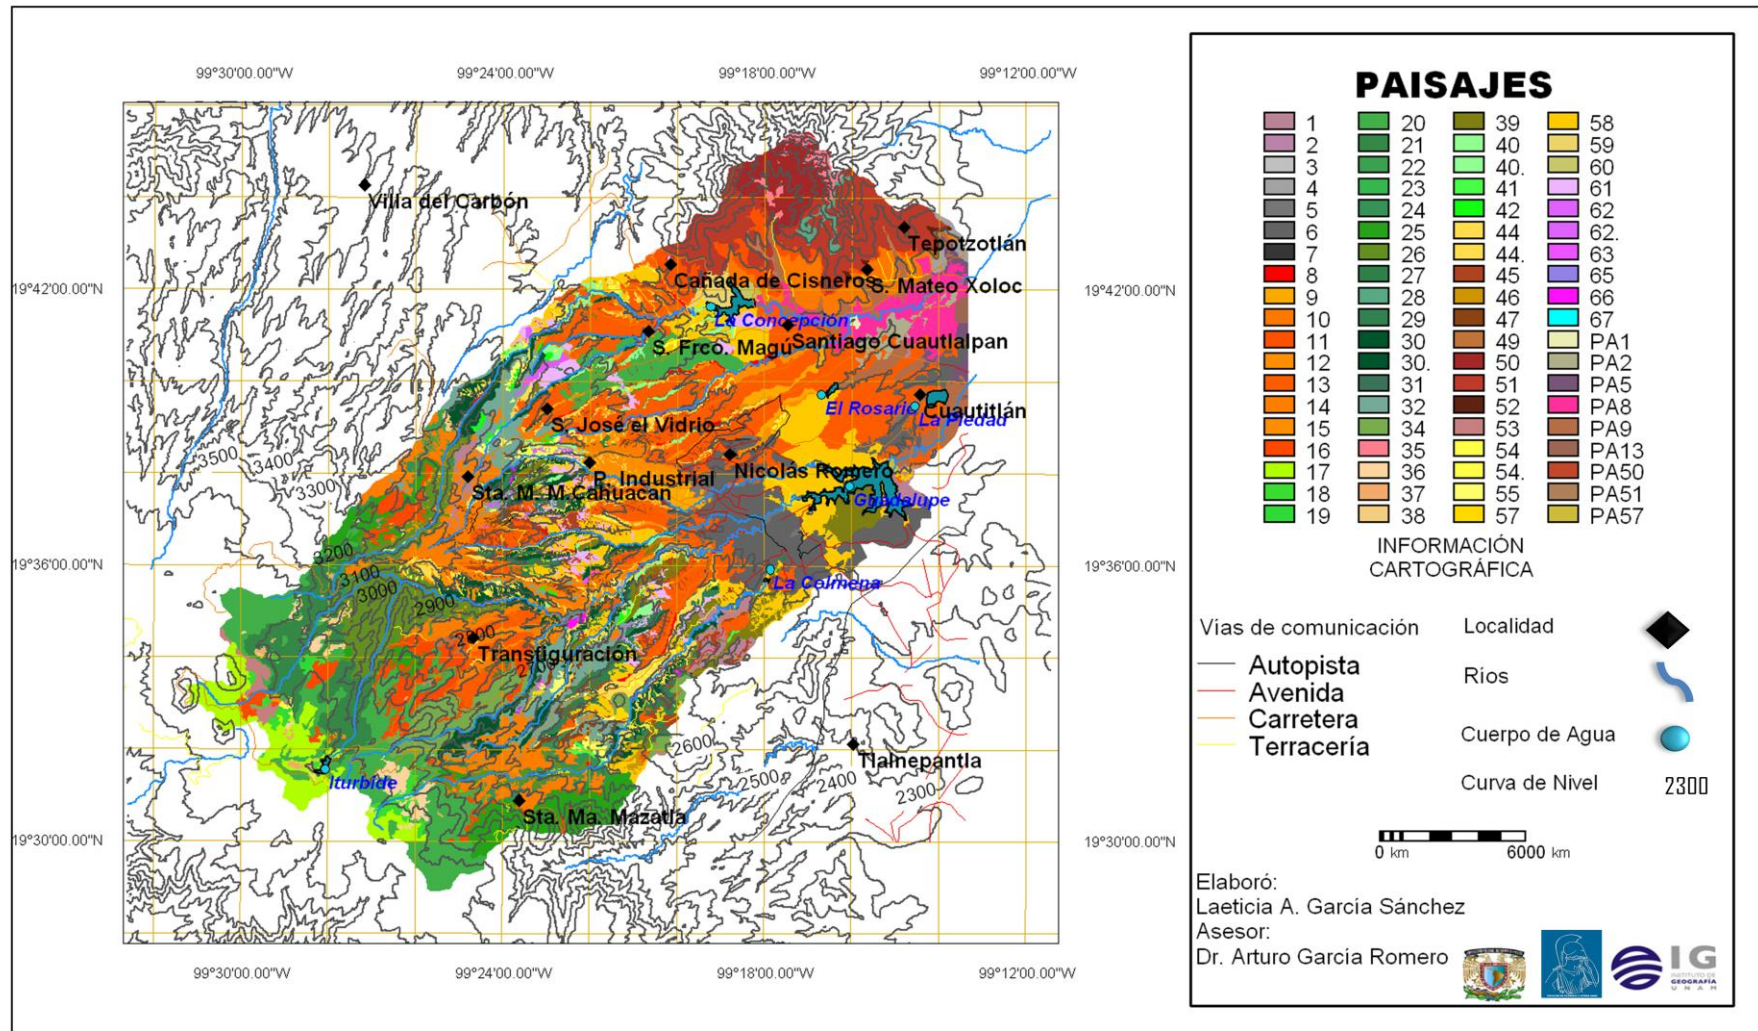 99°30'00.00"W
99°24'00.00"W
99°18'00.00"W
99°12'00.00"W
Villa del Carbón
Tepotzotlán
Cañada de Cisneros
S. Mateo Xoloc
19°42'00.00"N
19°42'00.00"N
La Concepción
S. Frco. Magú
Santiago Cuautlalpan
El Rosario
Cuautitlán
La Piedad
S. José el Vidrio
3500
3400
3300
P. Industrial
Nicolás Romero
Sta. M. M.Cahuacan
Guadalupe
3200
19°36'00.00"N
19°36'00.00"N
3100
3000
2900
La Colmena
2800
Transfiguración
2700
2600
2500
2400
2300
Tlalnepantla
Iturbide
Sta. Ma. Mazatla
19°30'00.00"N
19°30'00.00"N
99°30'00.00"W
99°24'00.00"W
99°18'00.00"W
99°12'00.00"W
PAISAJES
1 20 39 58
2 21 40 59
3 22 40. 60
4 23 41 61
5 24 42 62
6 25 44 62.
7 26 44. 63
8 27 45 65
9 28 46 66
10 29 47 67
11 30 49 PA1
12 30. 50 PA2
13 31 51 PA5
14 32 52 PA8
15 34 53 PA9
16 35 54 PA13
17 36 54. PA50
18 37 55 PA51
19 38 57 PA57
INFORMACIÓN
CARTOGRÁFICA
Vías de comunicación
Autopista
Avenida
Carretera
Terracería
Localidad
Ríos
Cuerpo de Agua
Curva de Nivel 2300
0 km 6000 km
Elaboró:
Laeticia A. García Sánchez
Asesor:
Dr. Arturo García Romero
IG
INSTITUTO DE
GEOGRAFÍA
UNAM